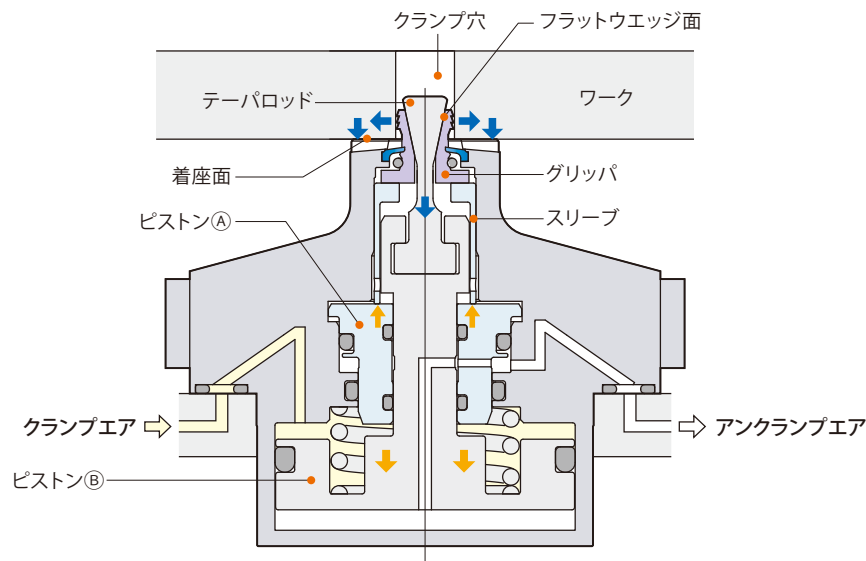 クランプ穴
フラットウエッジ面
テーパロッド
ワーク
着座面
グリッパ
ピストンⒶ
スリーブ
クランプエア
アンクランプエア
ピストンⒷ